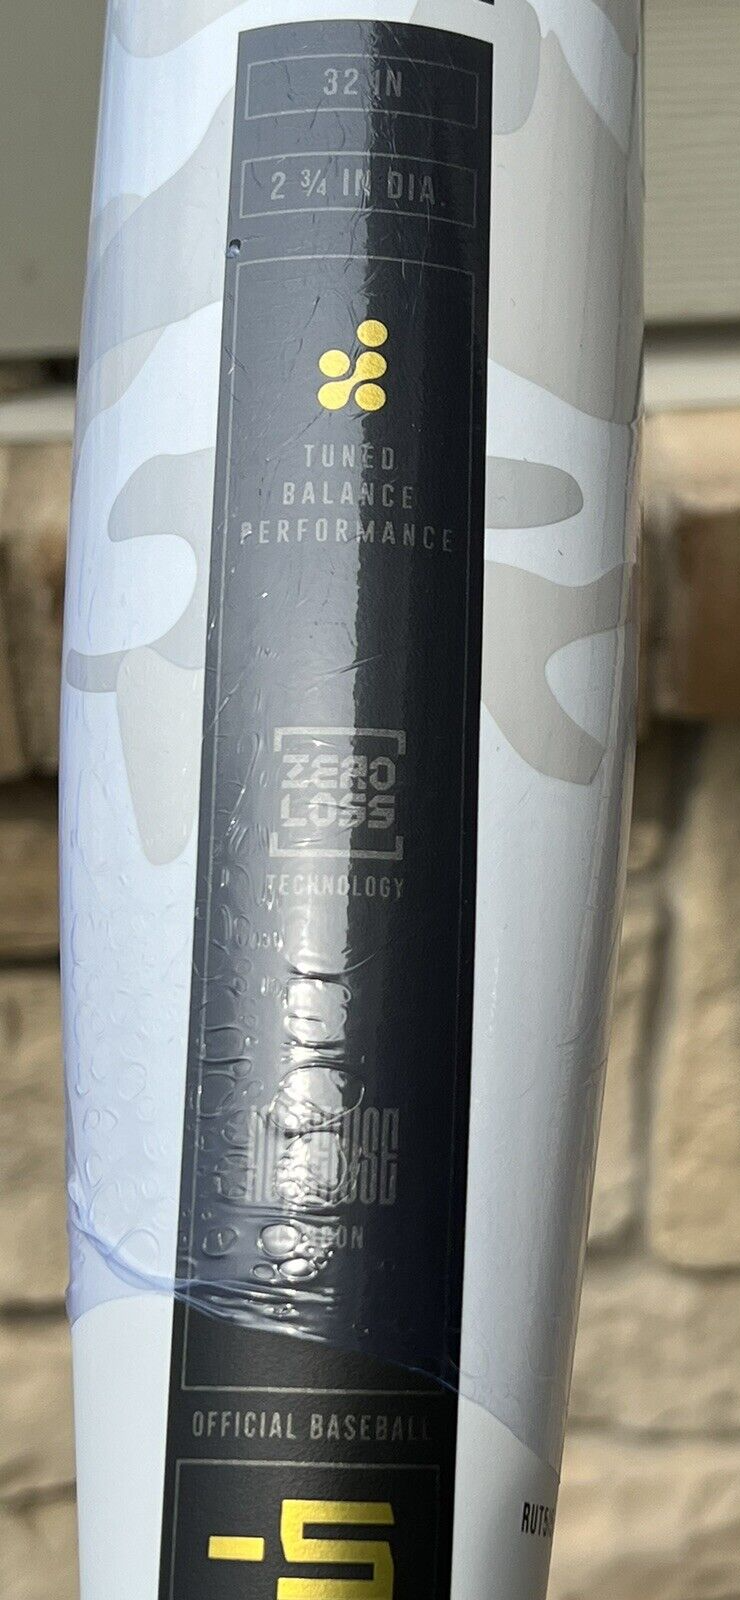 32 IN
2 ¾ IN DIA.
TUNED
BALANCE
PERFORMANCE
ZERO
LOSS
TECHNOLOGY
OFFICIAL BASEBALL
-5